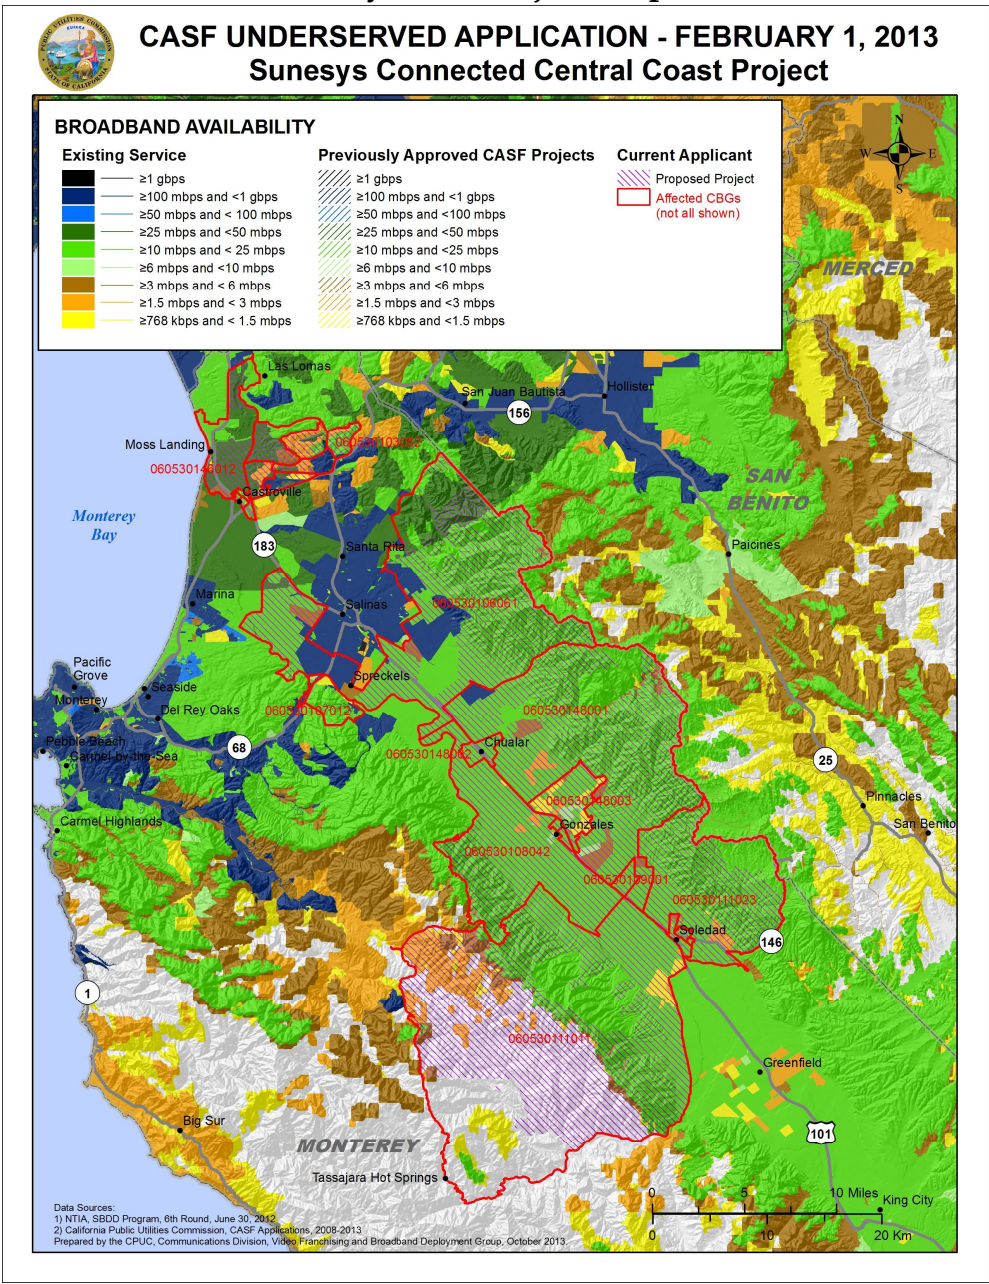 CASF UNDERSERVED APPLICATION - FEBRUARY 1, 2013
Sunesys Connected Central Coast Project
BROADBAND AVAILABILITY
Existing Service
≥1 gbps
≥100 mbps and <1 gbps
≥50 mbps and < 100 mbps
≥25 mbps and <50 mbps
≥10 mbps and < 25 mbps
≥6 mbps and <10 mbps
≥3 mbps and < 6 mbps
≥1.5 mbps and < 3 mbps
≥768 kbps and < 1.5 mbps
Previously Approved CASF Projects
≥1 gbps
≥100 mbps and <1 gbps
≥50 mbps and <100 mbps
≥25 mbps and <50 mbps
≥10 mbps and <25 mbps
≥6 mbps and <10 mbps
≥3 mbps and <6 mbps
≥1.5 mbps and <3 mbps
≥768 kbps and <1.5 mbps
Current Applicant
Proposed Project
Affected CBGs
(not all shown)
N
W E
S
MERCED
Las Lomas
San Juan Bautista
Hollister
156
Moss Landing
060530146012
Castroville
SAN
BENITO
Monterey
Bay
183
Santa Rita
Paicines
Marina
Salinas
060530106061
Pacific
Grove
Seaside
Spreckels
Monterey
Del Rey Oaks
060530107012
060530148001
Pebble Beach
68
Carmel-by-the-Sea
060530148002
Chualar
25
Pinnacles
060530148003
Carmel Highlands
Gonzales
San Benito
060530108042
060530109001
060530111023
Soledad
146
1
060530111011
Greenfield
Big Sur
101
MONTEREY
Tassajara Hot Springs
King City
0 5 10 Miles
0 10 20 Km
Data Sources:
1) NTIA, SBDD Program, 6th Round, June 30, 2012
2) California Public Utilities Commission, CASF Applications, 2008-2013
Prepared by the CPUC, Communications Division, Video Franchising and Broadband Deployment Group, October 2013.